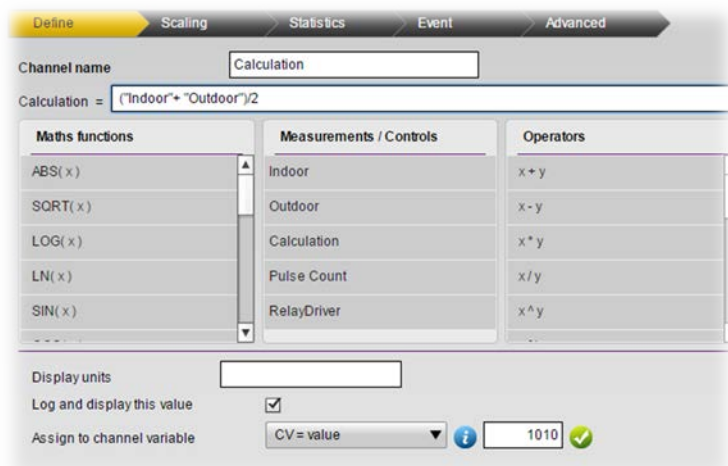 Define Scaling Statistics Event Advanced
Channel name Calculation
Calculation = ("Indoor"+ "Outdoor")/2
Maths functions Measurements / Controls Operators
ABS( x ) Indoor x + y
SQRT( x ) Outdoor x - y
LOG( x ) Calculation x * y
LN( x ) Pulse Count x / y
SIN( x ) RelayDriver x ^ y
Display units
Log and display this value
Assign to channel variable CV = value 1010